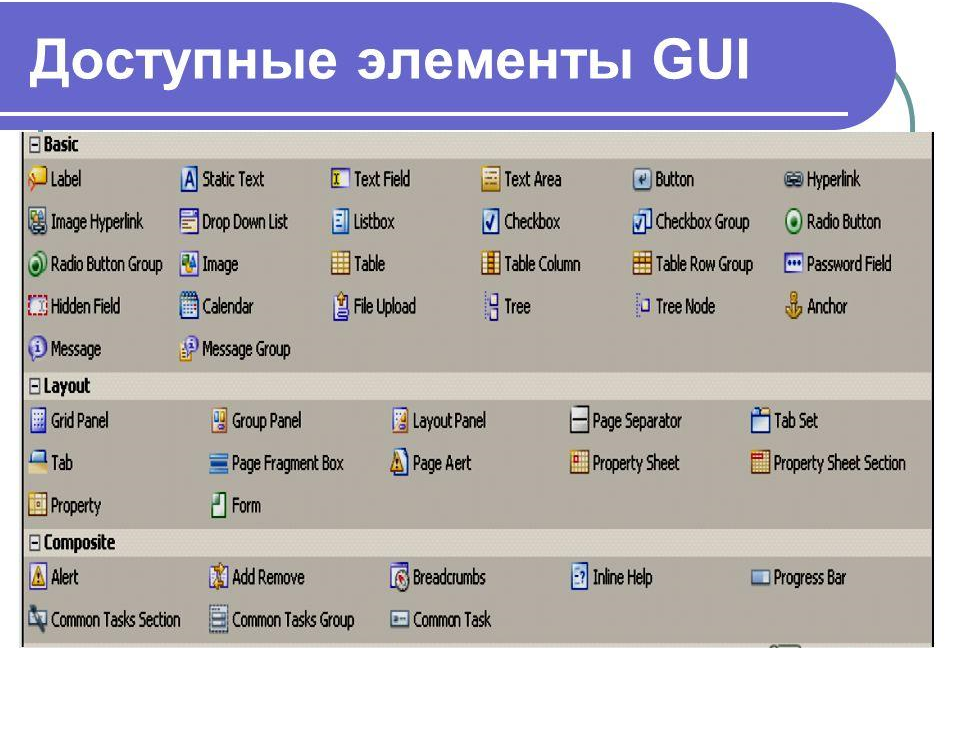 Доступные элементы GUI
Basic
Label Static Text Text Field Text Area Button Hyperlink
Image Hyperlink Drop Down List Listbox Checkbox Checkbox Group Radio Button
Radio Button Group Image Table Table Column Table Row Group Password Field
Hidden Field Calendar File Upload Tree Tree Node Anchor
Message Message Group
Layout
Grid Panel Group Panel Layout Panel Page Separator Tab Set
Tab Page Fragment Box Page Aert Property Sheet Property Sheet Section
Property Form
Composite
Alert Add Remove Breadcrumbs Inline Help Progress Bar
Common Tasks Section Common Tasks Group Common Task